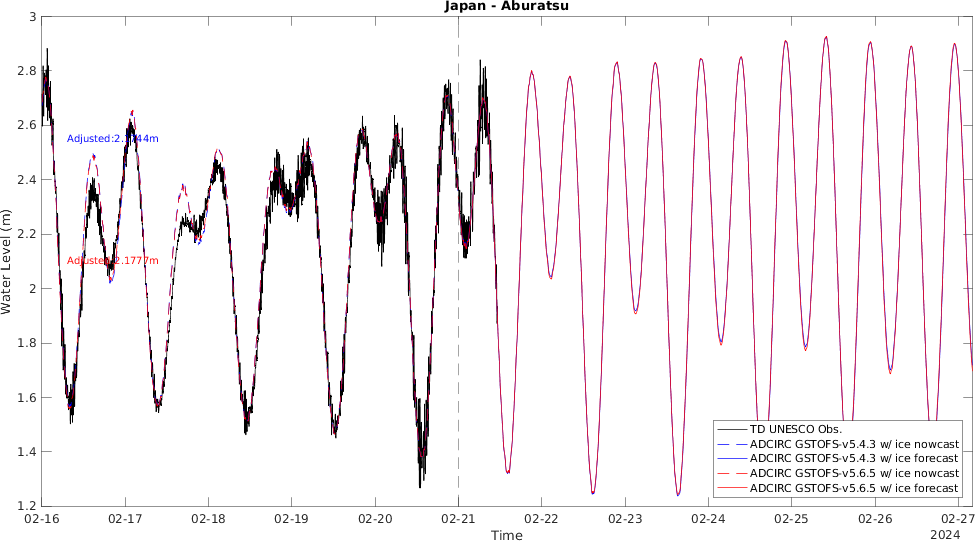 Japan - Aburatsu
3
2.8
2.6
2.4
2.2
2
1.8
1.6
1.4
1.2
Water Level (m)
Adjusted:2.1744m
Adjusted:2.1777m
TD UNESCO Obs.
ADCIRC GSTOFS-v5.4.3 w/ ice nowcast
ADCIRC GSTOFS-v5.4.3 w/ ice forecast
ADCIRC GSTOFS-v5.6.5 w/ ice nowcast
ADCIRC GSTOFS-v5.6.5 w/ ice forecast
02-16 02-17 02-18 02-19 02-20 02-21 02-22 02-23 02-24 02-25 02-26 02-27
Time
2024